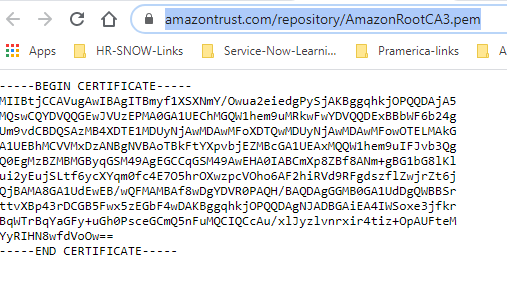 amazontrust.com/repository/AmazonRootCA3.pem
Apps HR-SNOW-Links Service-Now-Learni... Pramerica-links
-----BEGIN CERTIFICATE-----
MIIBtjCCAVugAwIBAgITBmyf1XSXNmY/Owua2eiedgPySjAKBggqhkjOPQQDAjA5
MQswCQYDVQQGEwJVUzEPMA0GA1UEChMGQW1hem9uMRkwFwYDVQQDExBBbWF6b24g
Um9vdCBDQSAzMB4XDTE1MDUyNjAwMDAwMFoXDTQwMDUyNjAwMDAwMFowOTELMAkG
A1UEBhMCVVMxDzANBgNVBAoTBkFtYXpvbjEZMBcGA1UEAxMQQW1hem9uIFJvb3Qg
Q0EgMzBZMBMGByqGSM49AgEGCCqGSM49AwEHA0IABCmXp8ZBf8ANm+gBG1bG8lKl
ui2yEujSLtf6ycXYqm0fc4E7O5hrOXwzpcVOho6AF2hiRVd9RFgdszflZwjrZt6j
QjBAMA8GA1UdEwEB/wQFMAMBAf8wDgYDVR0PAQH/BAQDAgGGMB0GA1UdDgQWBBSr
ttvXBp43rDCGB5Fwx5zEGbF4wDAKBggqhkjOPQQDAgNJADBGAiEA4IWSoxe3jfkr
BqWTrBqYaGFy+uGh0PsceGCmQ5nFuMQCIQCcAu/xlJyzlvnrxir4tiz+OpAUFteM
YyRIHN8wfdVoOw==
-----END CERTIFICATE-----